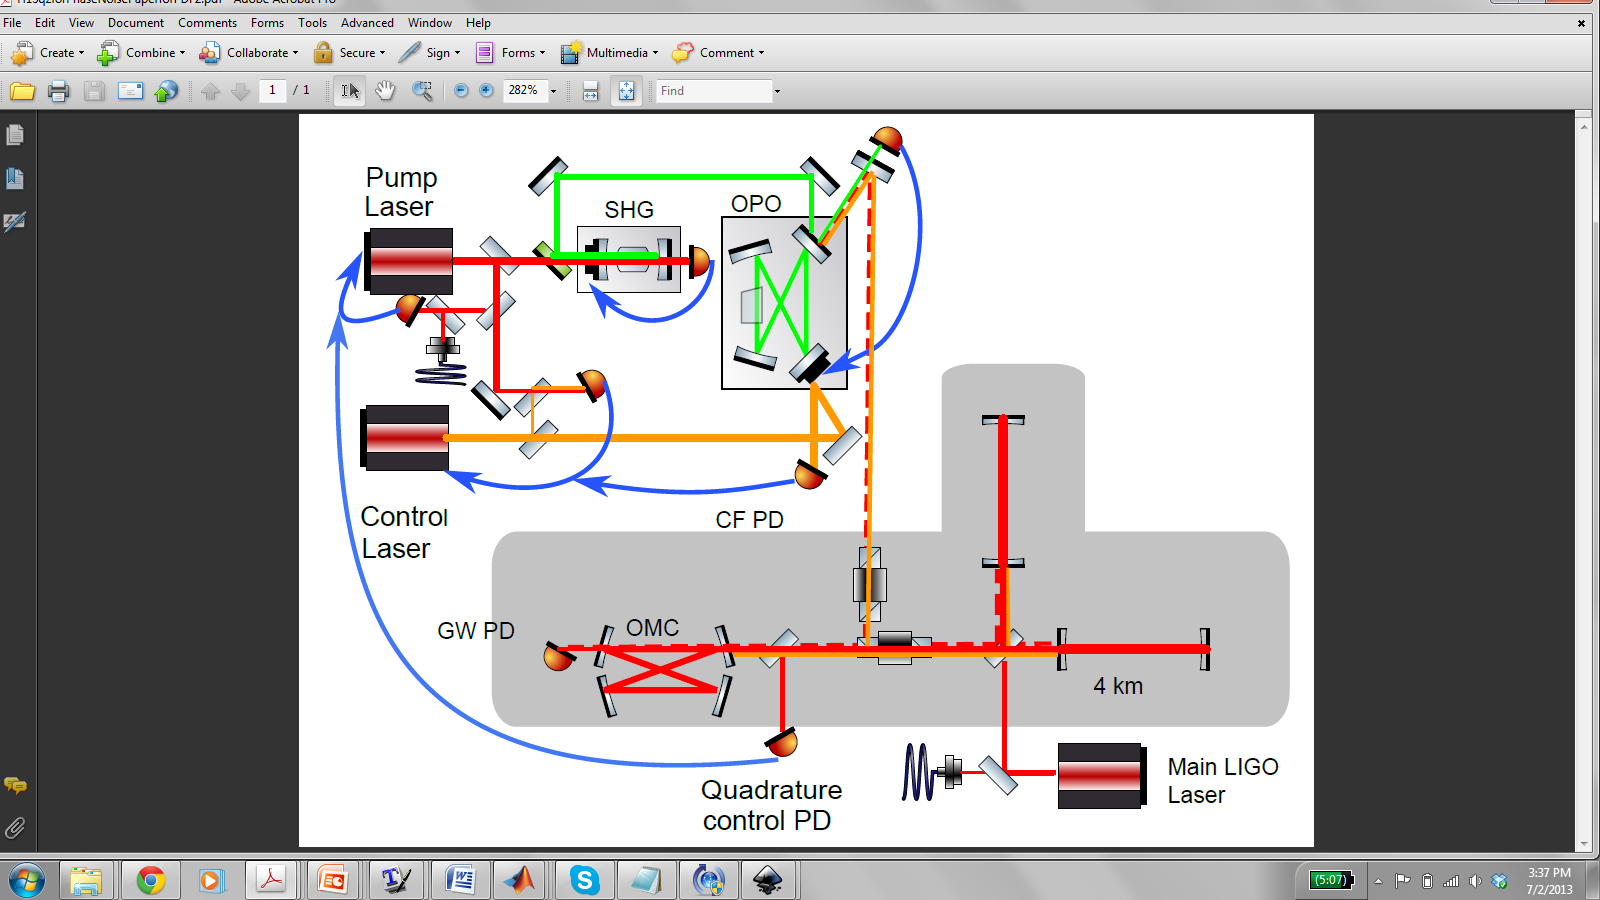 File Edit View Document Comments Forms Tools Advanced Window Help
Create Combine Collaborate Secure Sign Forms Multimedia Comment
1 / 1 282% Find
Pump
Laser
SHG
OPO
Control
Laser
CF PD
GW PD
OMC
4 km
Quadrature
control PD
Main LIGO
Laser
(5:07)
3:37 PM
7/2/2013